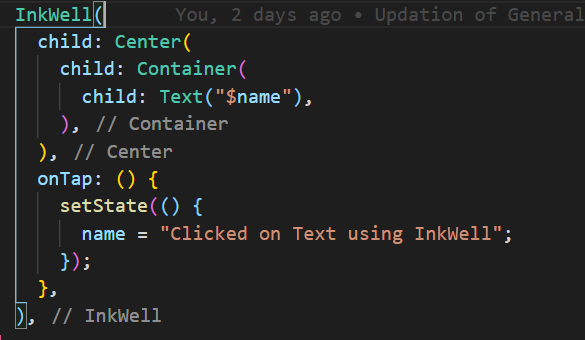 InkWell( You, 2 days ago • Updation of General
child: Center(
child: Container(
child: Text("$name"),
), // Container
), // Center
onTap: () {
setState(() {
name = "Clicked on Text using InkWell";
});
},
), // InkWell